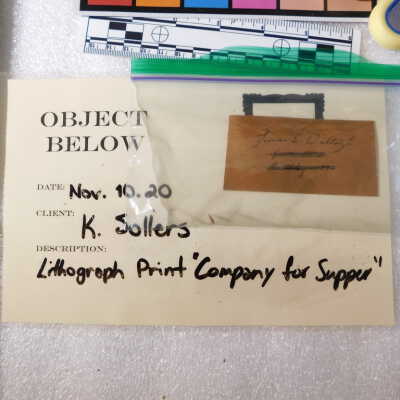 OBJECT
BELOW
DATE: Nov. 10. 20
CLIENT: K. Sollers
DESCRIPTION:
Lithograph Print "Company for Supper"